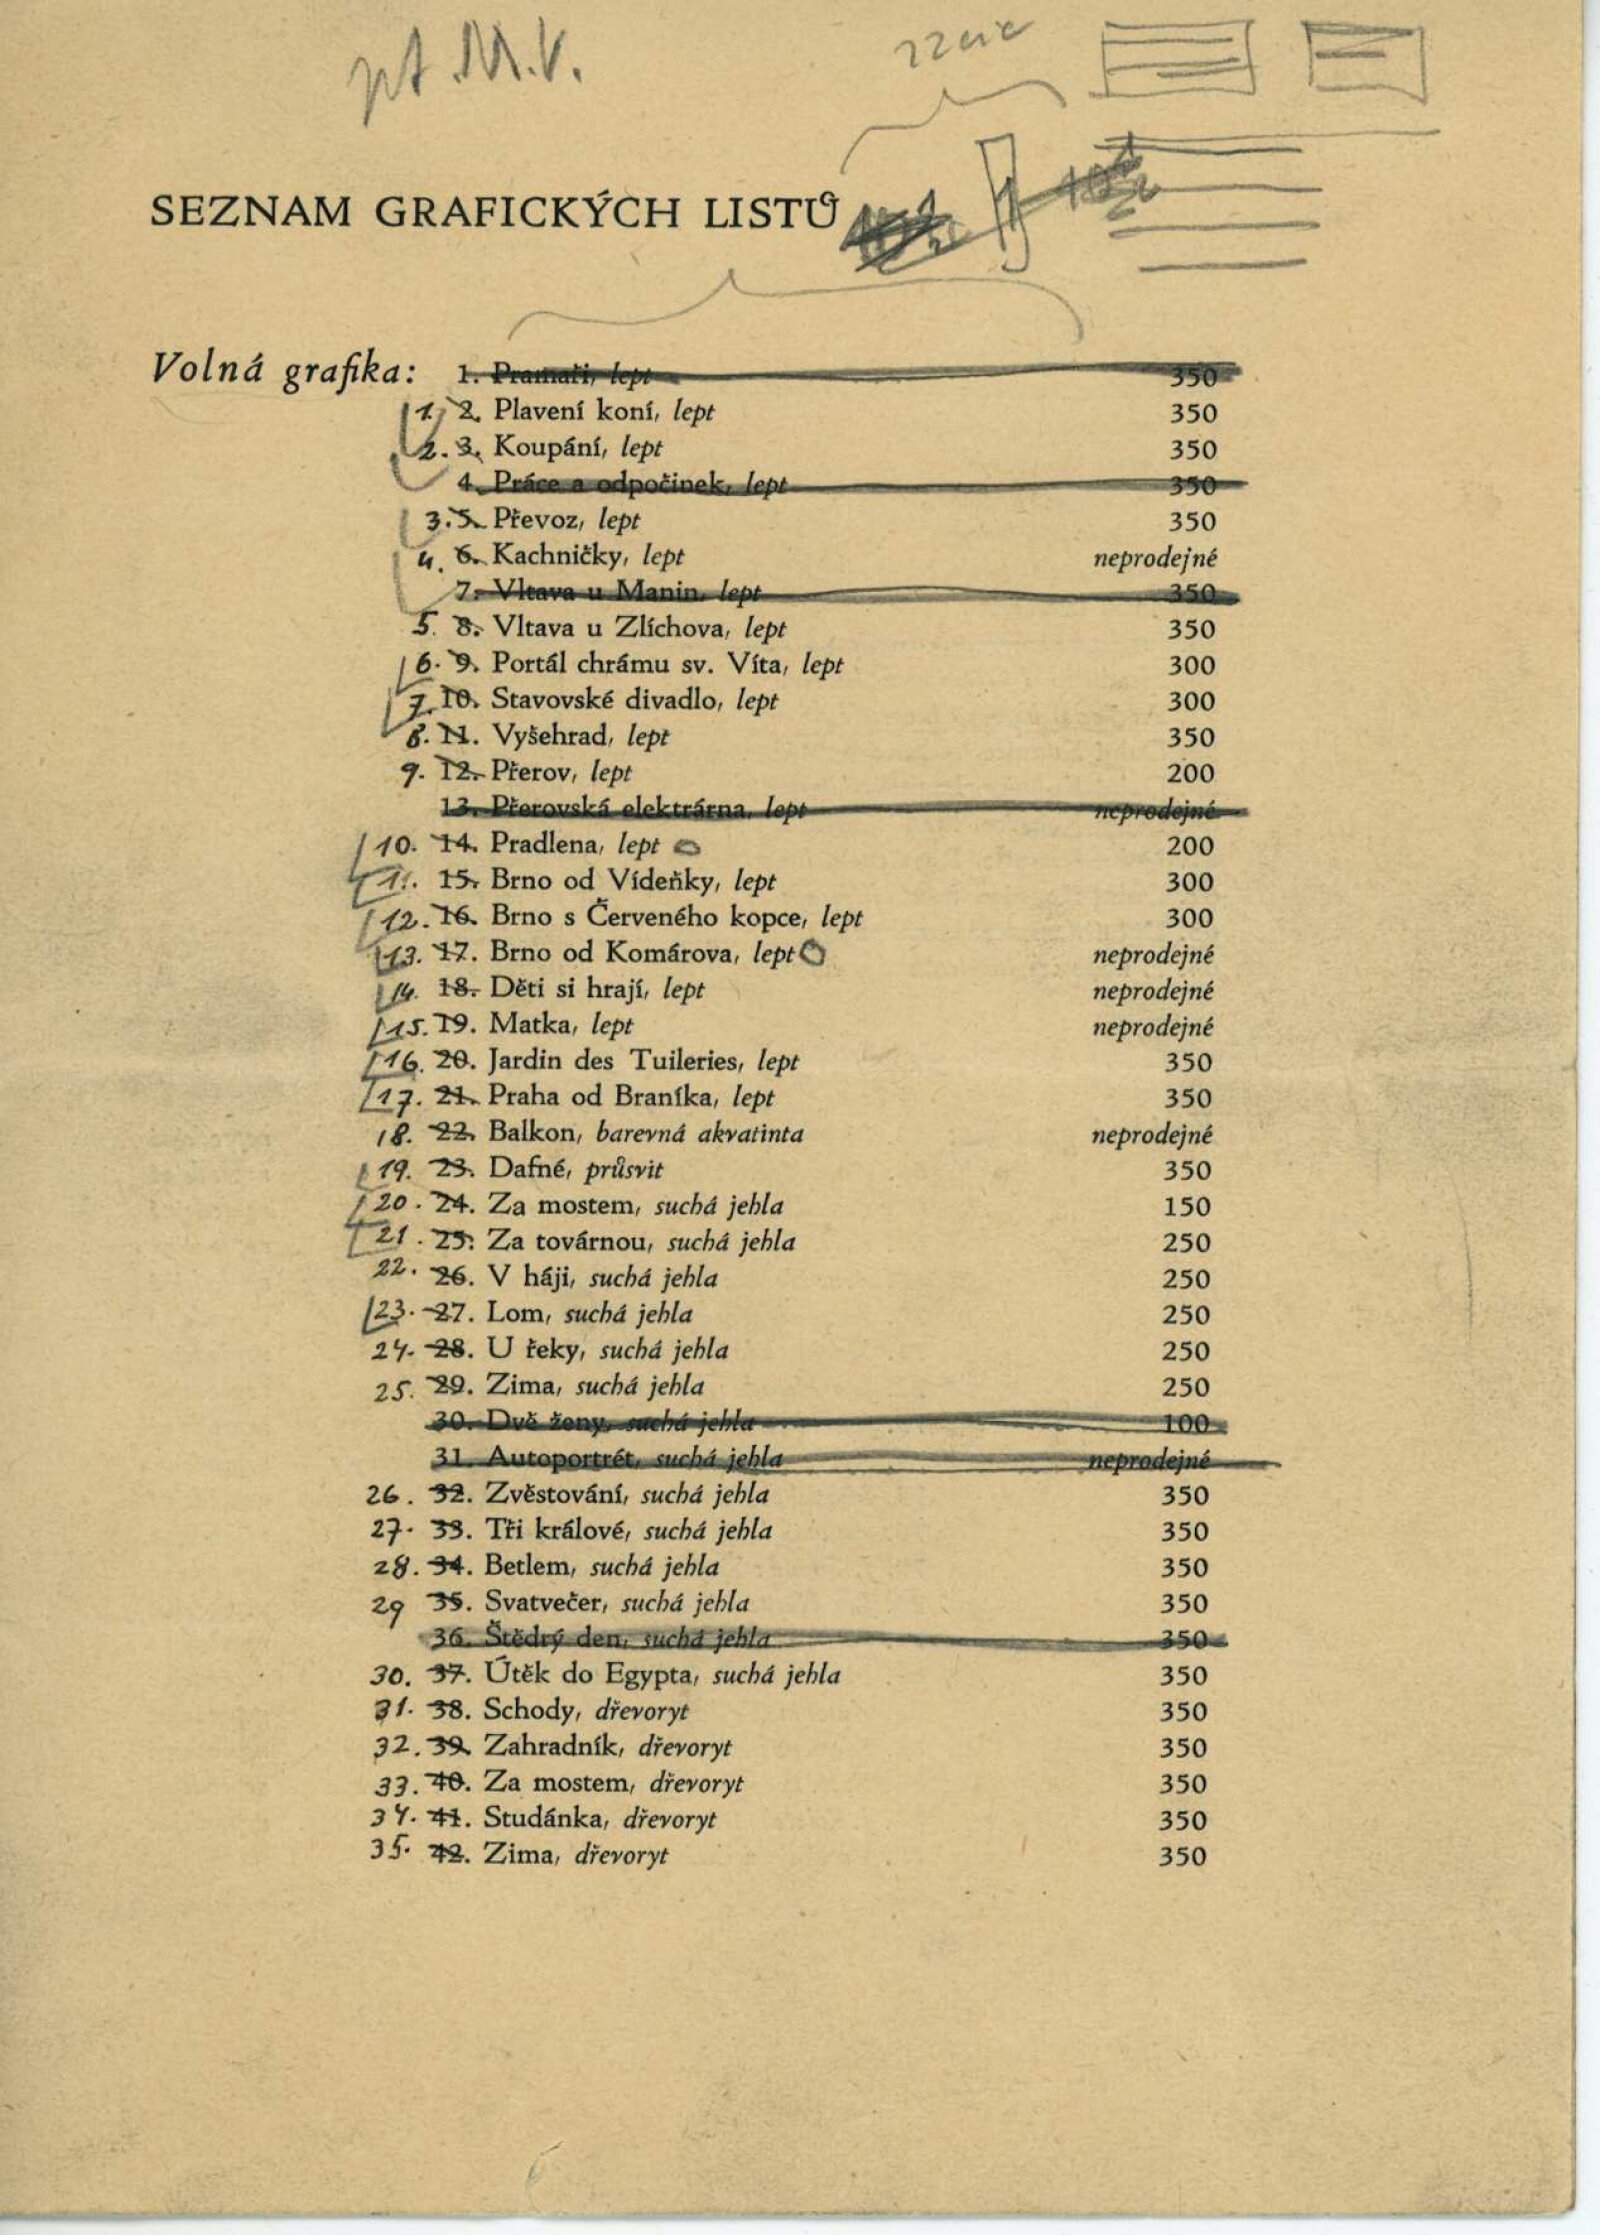 pt M.V.
SEZNAM GRAFICKÝCH LISTŮ
Volná grafika: 1. Pramáti, lept 350
1. 2. Plavení koní, lept 350
2. 3. Koupání, lept 350
4. Práce a odpočinek, lept 350
3. 5. Převoz, lept 350
4. 6. Kachničky, lept neprodejné
7. Vltava u Manin, lept 350
5. 8. Vltava u Zlíchova, lept 350
6. 9. Portál chrámu sv. Víta, lept 300
7. 10. Stavovské divadlo, lept 300
8. 11. Vyšehrad, lept 350
9. 12. Přerov, lept 200
13. Přerovská elektrárna, lept neprodejné
10. 14. Pradlena, lept 200
11. 15. Brno od Vídeňky, lept 300
12. 16. Brno s Červeného kopce, lept 300
13. 17. Brno od Komárova, lept neprodejné
14. 18. Děti si hrají, lept neprodejné
15. 19. Matka, lept neprodejné
16. 20. Jardin des Tuileries, lept 350
17. 21. Praha od Braníka, lept 350
18. 22. Balkon, barevná akvatinta neprodejné
19. 23. Dafné, průsvit 350
20. 24. Za mostem, suchá jehla 150
21. 25. Za továrnou, suchá jehla 250
22. 26. V háji, suchá jehla 250
23. 27. Lom, suchá jehla 250
24. 28. U řeky, suchá jehla 250
25. 29. Zima, suchá jehla 250
30. Dvě ženy, suchá jehla 100
31. Autoportrét, suchá jehla neprodejné
26. 32. Zvěstování, suchá jehla 350
27. 33. Tři králové, suchá jehla 350
28. 34. Betlem, suchá jehla 350
29 35. Svatvečer, suchá jehla 350
36. Štědrý den, suchá jehla 350
30. 37. Útěk do Egypta, suchá jehla 350
31. 38. Schody, dřevoryt 350
32. 39. Zahradník, dřevoryt 350
33. 40. Za mostem, dřevoryt 350
34. 41. Studánka, dřevoryt 350
35. 42. Zima, dřevoryt 350